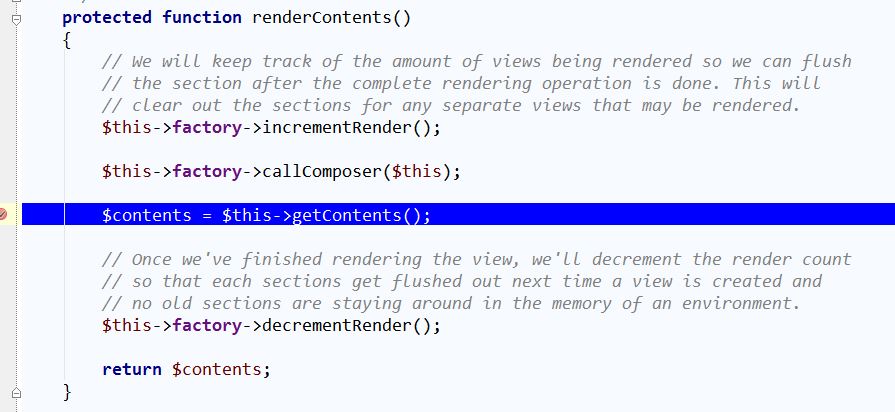 protected function renderContents()
{
// We will keep track of the amount of views being rendered so we can flush
// the section after the complete rendering operation is done. This will
// clear out the sections for any separate views that may be rendered.
$this->factory->incrementRender();
$this->factory->callComposer($this);
$contents = $this->getContents();
// Once we've finished rendering the view, we'll decrement the render count
// so that each sections get flushed out next time a view is created and
// no old sections are staying around in the memory of an environment.
$this->factory->decrementRender();
return $contents;
}